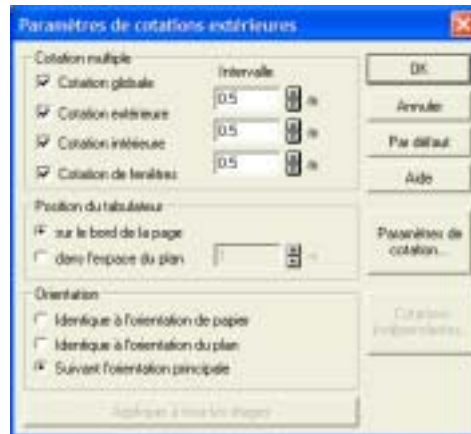 Paramètres de cotations extérieures
Cotation multiple
Intervalle
Cotation globale
0.5 m
Cotation extérieure
0.5 m
Cotation intérieure
0.5 m
Cotation de fenêtres
OK
Annuler
Par défaut
Aide
Position du tabulateur
sur le bord de la page
dans l'espace du plan
1
Paramètres de
cotation...
Orientation
Identique à l'orientation de papier
Identique à l'orientation du plan
Suivant l'orientation principale
Cotations
indépendantes...
Appliquer à tous les étages